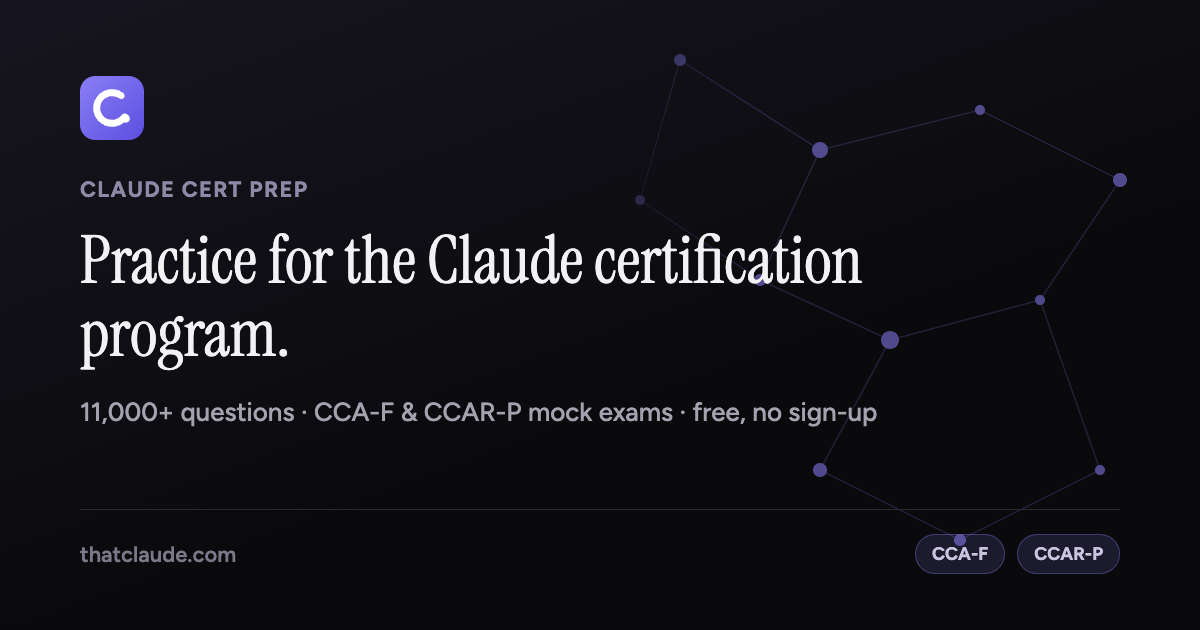 C
CLAUDE CERT PREP
Practice for the Claude certification
program.
11,000+ questions · CCA-F & CCAR-P mock exams · free, no sign-up
thatclaude.com
CCA-F
CCAR-P